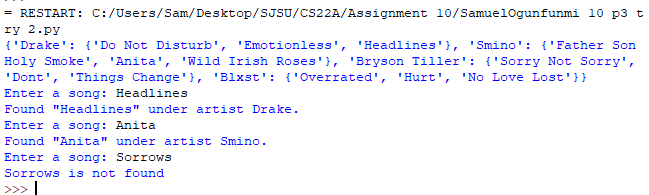 = RESTART: C:/Users/Sam/Desktop/SJSU/CS22A/Assignment 10/SamuelOgunfunmi 10 p3 t
ry 2.py
{'Drake': {'Do Not Disturb', 'Emotionless', 'Headlines'}, 'Smino': {'Father Son
Holy Smoke', 'Anita', 'Wild Irish Roses'}, 'Bryson Tiller': {'Sorry Not Sorry',
'Dont', 'Things Change'}, 'Blxst': {'Overrated', 'Hurt', 'No Love Lost'}}
Enter a song: Headlines
Found "Headlines" under artist Drake.
Enter a song: Anita
Found "Anita" under artist Smino.
Enter a song: Sorrows
Sorrows is not found
>>>